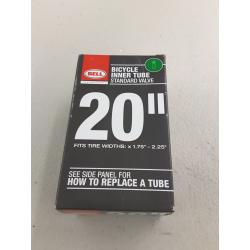 BELL
BICYCLE
INNER TUBE
STANDARD VALVE
20"
FITS TIRE WIDTHS: x 1.75" - 2.25"
SEE SIDE PANEL FOR
HOW TO REPLACE A TUBE